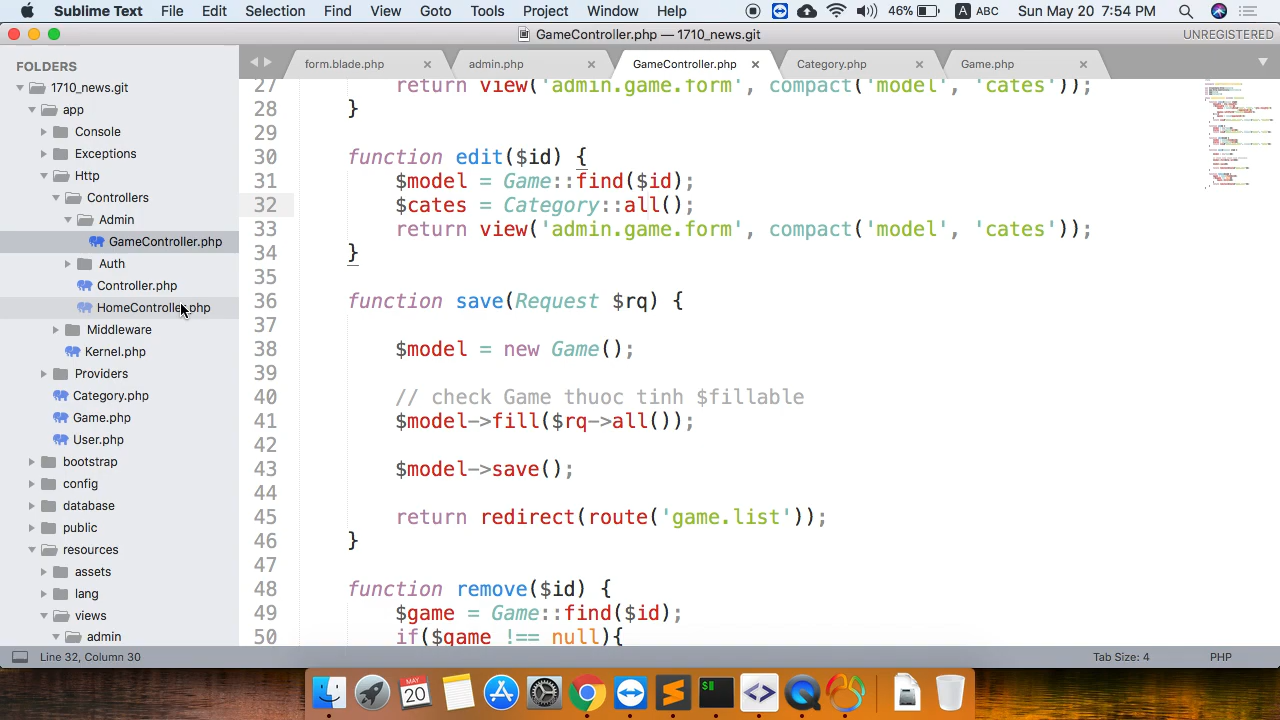 Sublime Text File Edit Selection Find View Goto Tools Project Window Help 46% A ABC Sun May 20 7:54 PM
GameController.php — 1710_news.git UNREGISTERED
FOLDERS
1710_news.git
app
Console
Exceptions
Http
Controllers
Admin
GameController.php
Auth
Controller.php
HomeController.php
Middleware
Kernel.php
Providers
Category.php
Game.php
User.php
bootstrap
config
database
public
resources
assets
lang
views
admin
form.blade.php × admin.php × GameController.php × Category.php × Game.php ×
27 return view('admin.game.form', compact('model', 'cates'));
28 }
29
30 function edit($id) {
31 $model = Game::find($id);
32 $cates = Category::all();
33 return view('admin.game.form', compact('model', 'cates'));
34 }
35
36 function save(Request $rq) {
37
38 $model = new Game();
39
40 // check Game thuoc tinh $fillable
41 $model->fill($rq->all());
42
43 $model->save();
44
45 return redirect(route('game.list'));
46 }
47
48 function remove($id) {
49 $game = Game::find($id);
50 if($game !== null){
Line 32, Column 30 Tab Size: 4 PHP
MAY
20